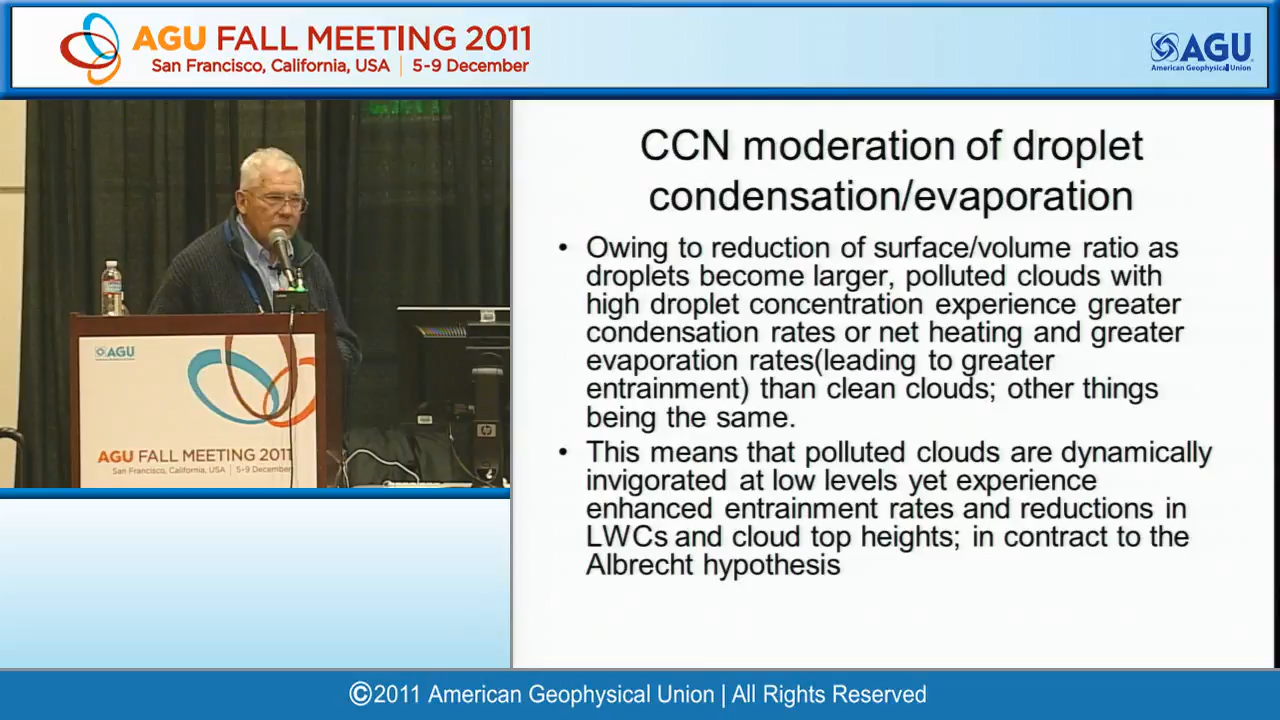 AGU FALL MEETING 2011
San Francisco, California, USA | 5-9 December
AGU
American Geophysical Union
CCN moderation of droplet
condensation/evaporation
• Owing to reduction of surface/volume ratio as
droplets become larger, polluted clouds with
high droplet concentration experience greater
condensation rates or net heating and greater
evaporation rates(leading to greater
entrainment) than clean clouds; other things
being the same.
• This means that polluted clouds are dynamically
invigorated at low levels yet experience
enhanced entrainment rates and reductions in
LWCs and cloud top heights; in contract to the
Albrecht hypothesis
AGU
AGU FALL MEETING 2011
San Francisco, California, USA | 5-9 December
hp
©2011 American Geophysical Union | All Rights Reserved